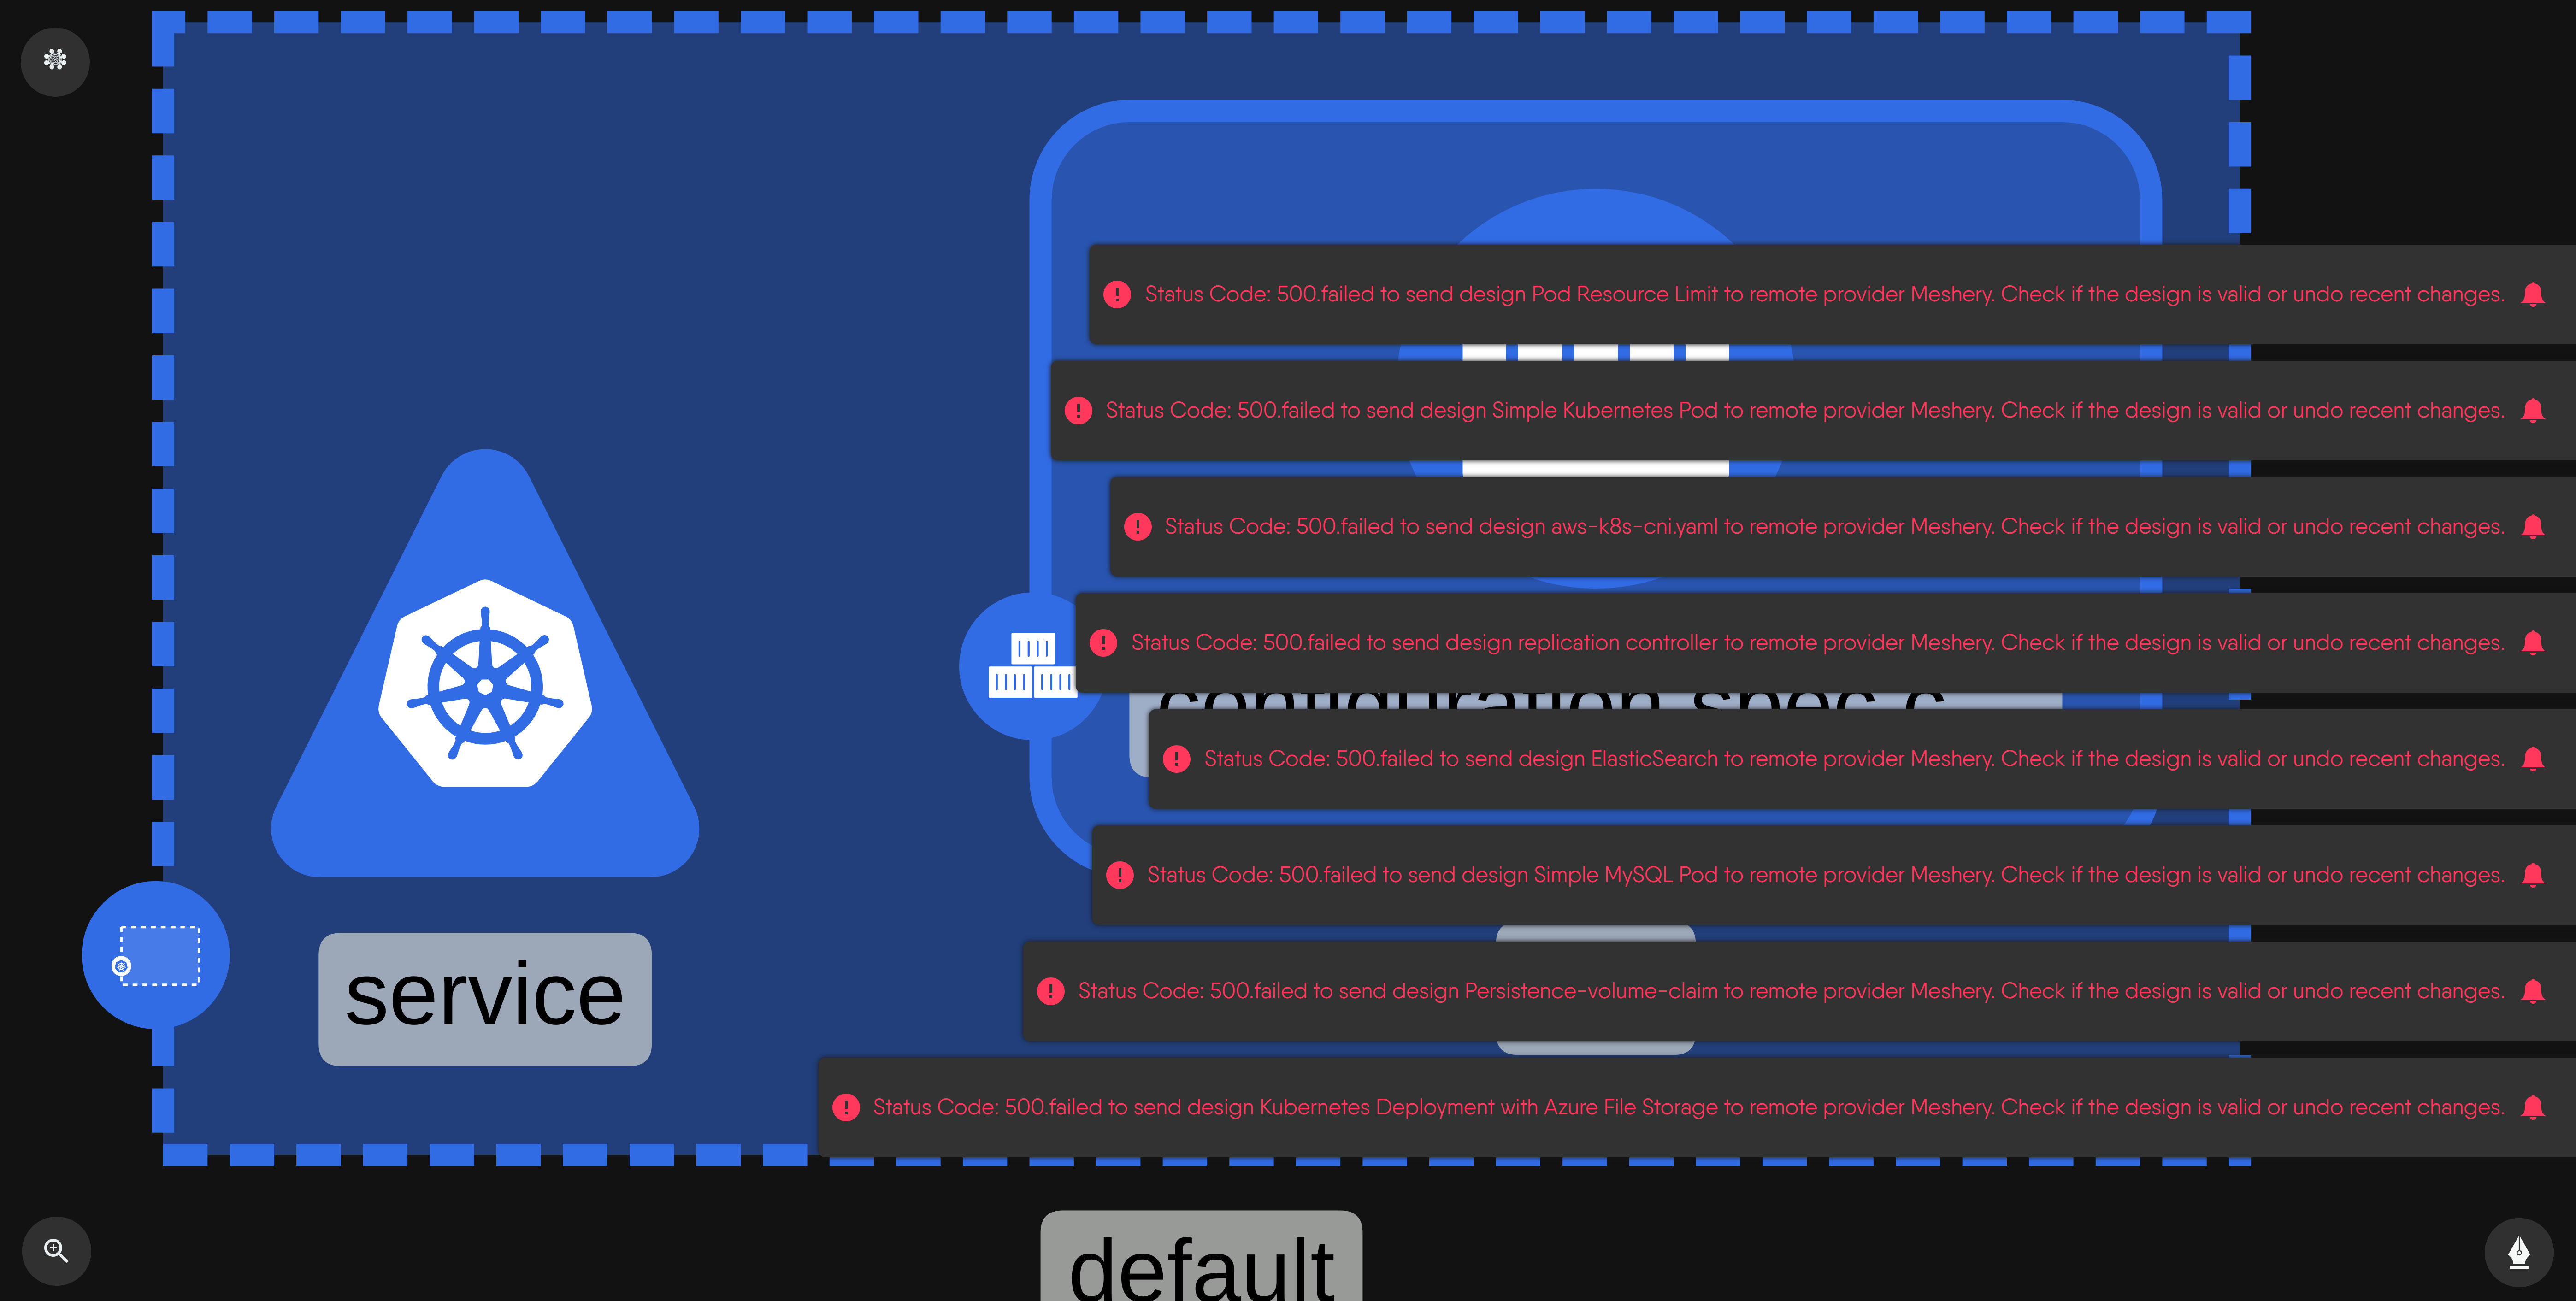 Status Code: 500.failed to send design Pod Resource Limit to remote provider Meshery. Check if the design is valid or undo recent changes.
Status Code: 500.failed to send design Simple Kubernetes Pod to remote provider Meshery. Check if the design is valid or undo recent changes.
Status Code: 500.failed to send design aws-k8s-cni.yaml to remote provider Meshery. Check if the design is valid or undo recent changes.
Status Code: 500.failed to send design replication controller to remote provider Meshery. Check if the design is valid or undo recent changes.
configuration spec c
Status Code: 500.failed to send design ElasticSearch to remote provider Meshery. Check if the design is valid or undo recent changes.
Status Code: 500.failed to send design Simple MySQL Pod to remote provider Meshery. Check if the design is valid or undo recent changes.
service
Status Code: 500.failed to send design Persistence-volume-claim to remote provider Meshery. Check if the design is valid or undo recent changes.
Status Code: 500.failed to send design Kubernetes Deployment with Azure File Storage to remote provider Meshery. Check if the design is valid or undo recent changes.
default